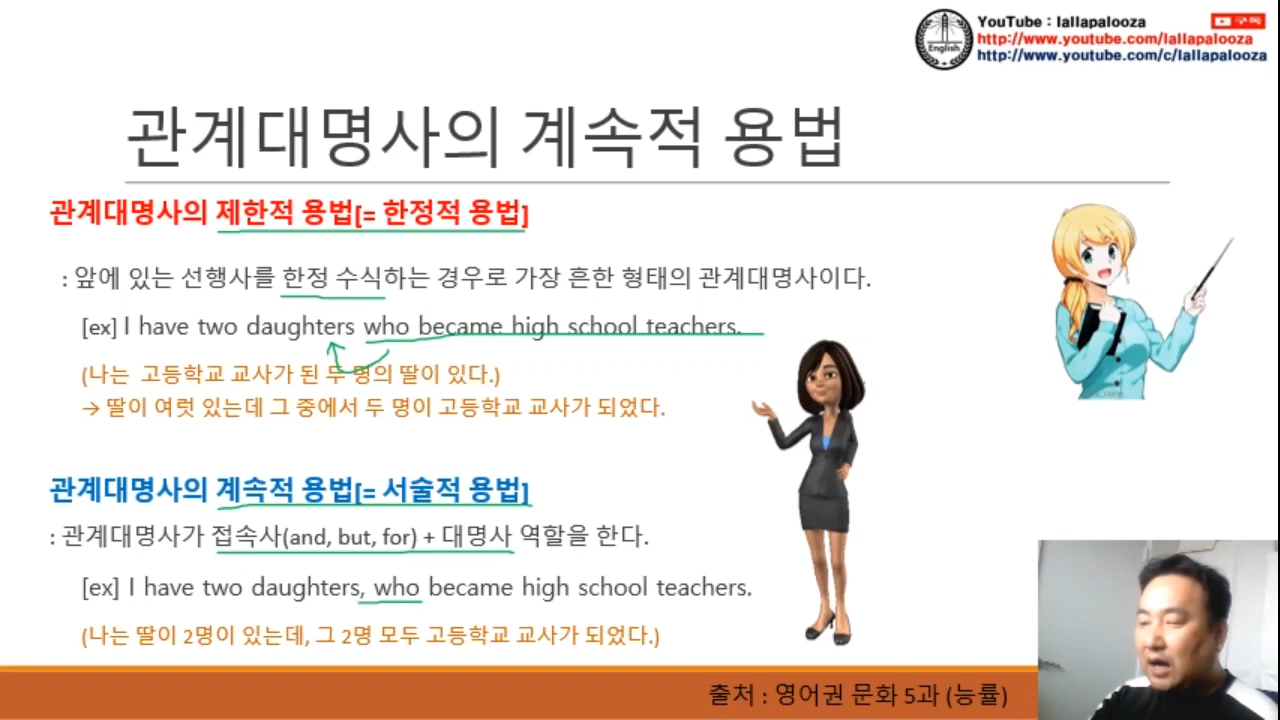 YouTube : lallapalooza
구독
http://www.youtube.com/lallapalooza
http://www.youtube.com/c/lallapalooza
English
관계대명사의 계속적 용법
관계대명사의 제한적 용법[= 한정적 용법]
: 앞에 있는 선행사를 한정 수식하는 경우로 가장 흔한 형태의 관계대명사이다.
[ex] I have two daughters who became high school teachers.
(나는 고등학교 교사가 된 두 명의 딸이 있다.)
→ 딸이 여럿 있는데 그 중에서 두 명이 고등학교 교사가 되었다.
관계대명사의 계속적 용법[= 서술적 용법]
: 관계대명사가 접속사(and, but, for) + 대명사 역할을 한다.
[ex] I have two daughters, who became high school teachers.
(나는 딸이 2명이 있는데, 그 2명 모두 고등학교 교사가 되었다.)
출처 : 영어권 문화 5과 (능률)